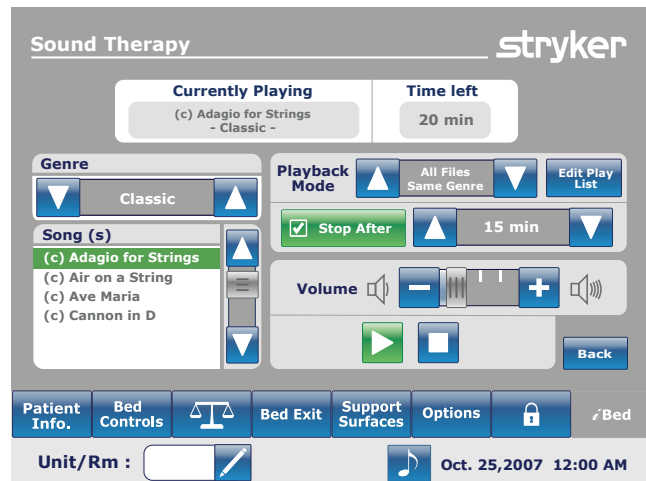 Sound Therapy
stryker
Currently Playing
(c) Adagio for Strings
- Classic -
Time left
20 min
Genre
Classic
Song (s)
(c) Adagio for Strings
(c) Air on a String
(c) Ave Maria
(c) Cannon in D
Playback
Mode
All Files
Same Genre
Edit Play
List
Stop After
15 min
Volume
Back
Patient
Info.
Bed
Controls
Bed Exit
Support
Surfaces
Options
iBed
Unit/Rm :
Oct. 25,2007 12:00 AM